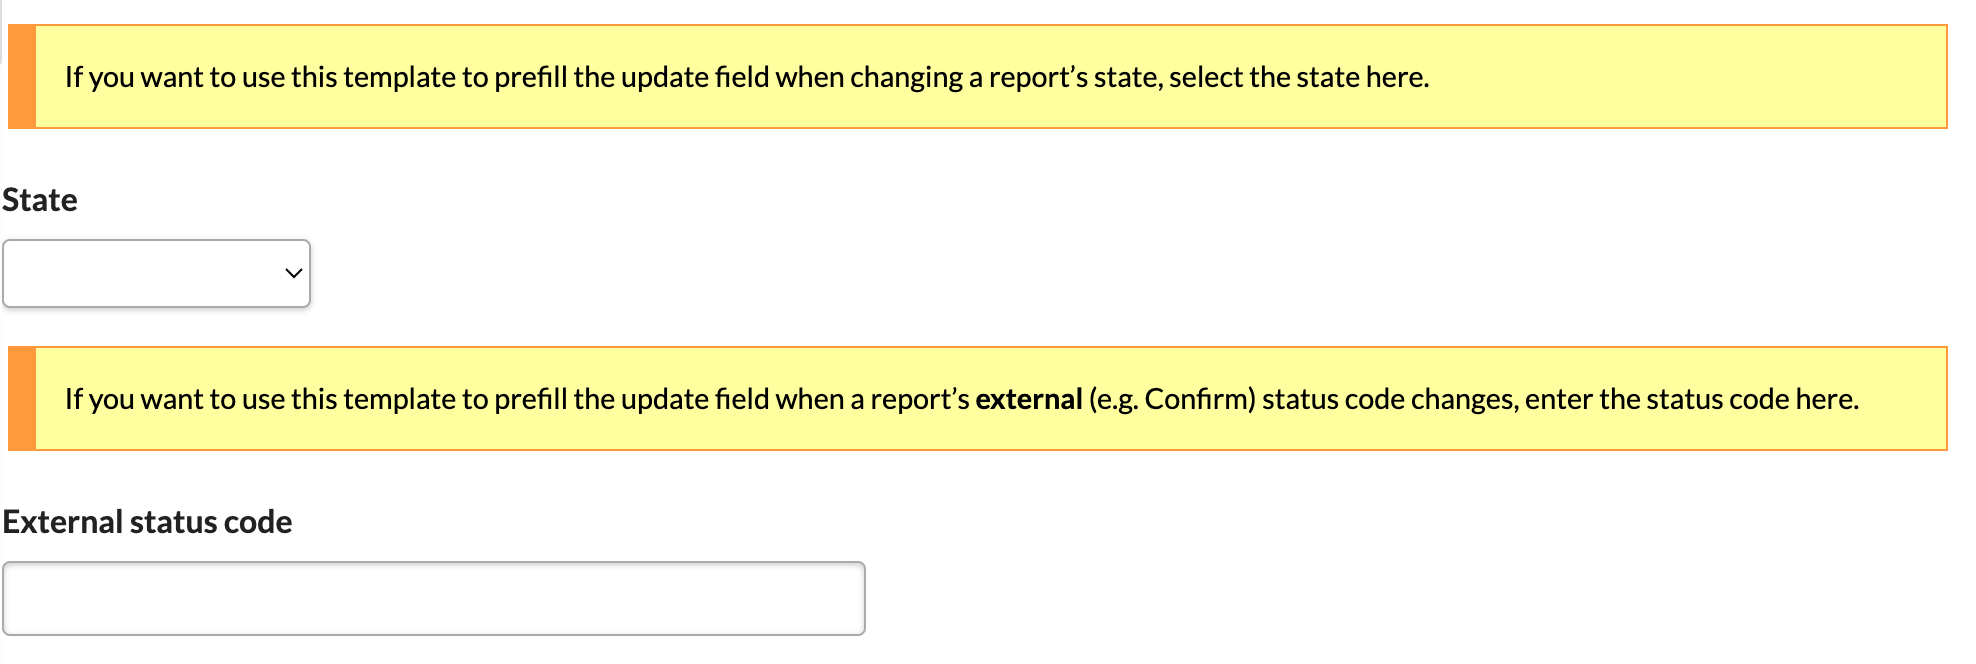 If you want to use this template to prefill the update field when changing a report’s state, select the state here.
State
If you want to use this template to prefill the update field when a report’s external (e.g. Confirm) status code changes, enter the status code here.
External status code